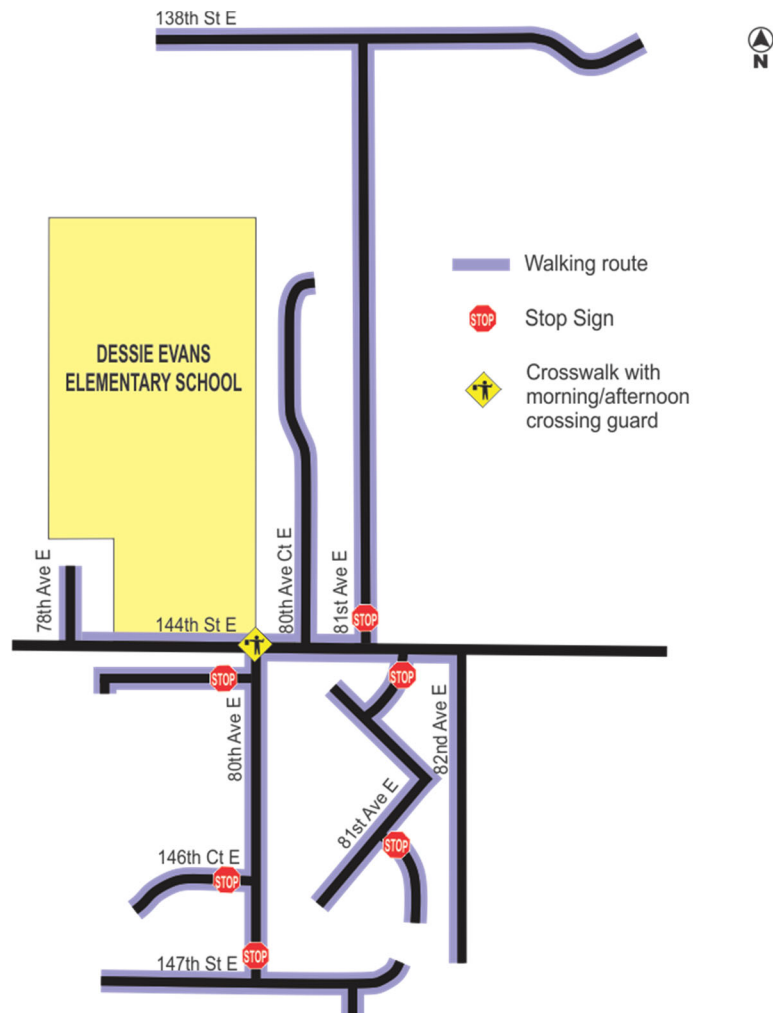 138th St E
N
Walking route
STOP
Stop Sign
DESSIE EVANS
ELEMENTARY SCHOOL
Crosswalk with
morning/afternoon
crossing guard
78th Ave E
144th St E
80th Ave Ct E
81st Ave E
STOP
STOP
STOP
80th Ave E
82nd Ave E
81st Ave E
STOP
146th Ct E
STOP
STOP
147th St E